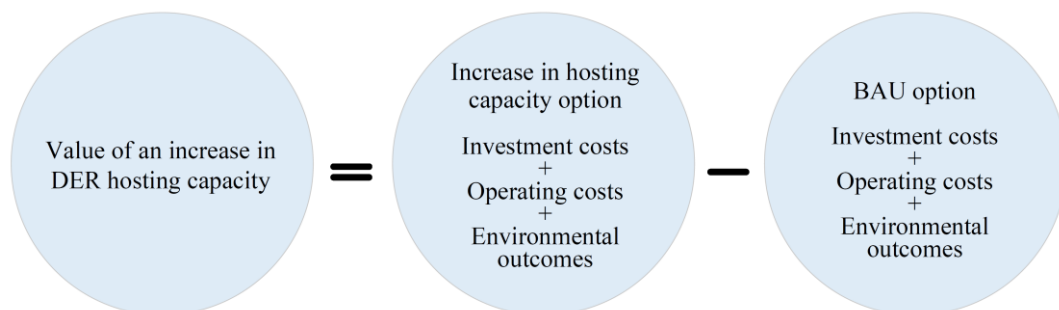 Value of an increase in
DER hosting capacity
=
Increase in hosting
capacity option
Investment costs
+
Operating costs
+
Environmental
outcomes
−
BAU option
Investment costs
+
Operating costs
+
Environmental
outcomes